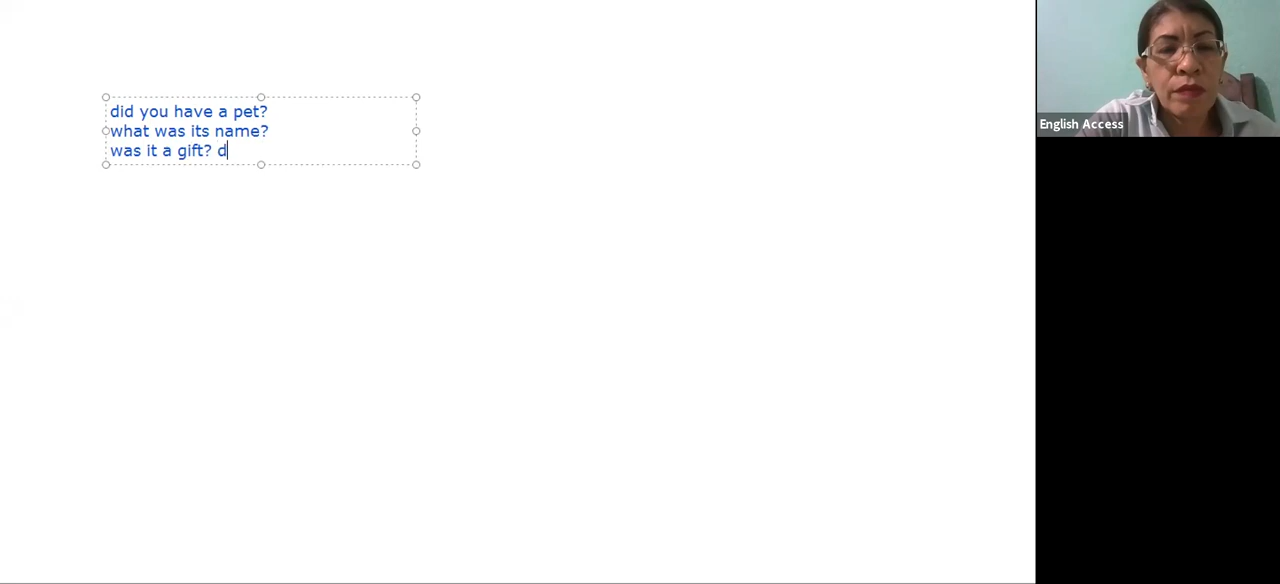 did you have a pet?
what was its name?
was it a gift? d
English Access